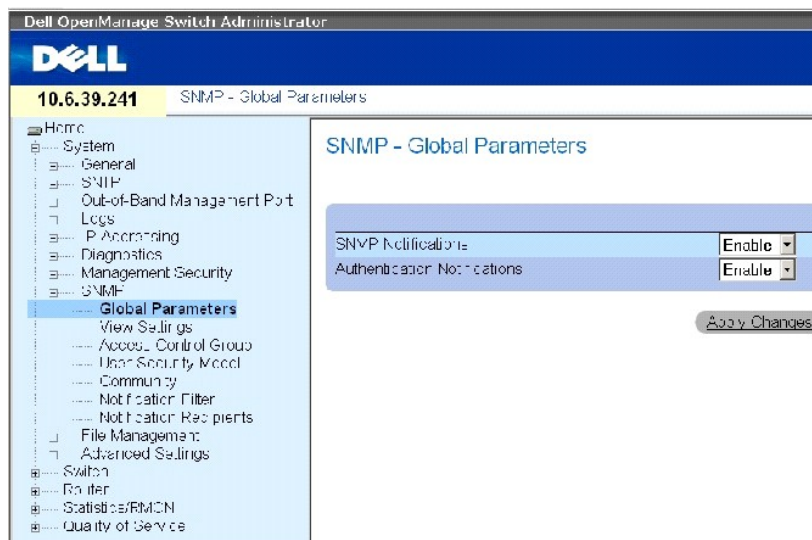 Dell OpenManage Switch Administrator
DELL
10.6.39.241
SNMP - Global Parameters
Home
System
General
SNTP
Out-of-Band Management Port
Logs
IP Addressing
Diagnostics
Management Security
SNMP
Global Parameters
View Settings
Access Control Group
User Security Model
Community
Notification Filter
Notification Recipients
File Management
Advanced Settings
Switch
Router
Statistics/RMON
Quality of Service
SNMP - Global Parameters
SNMP Notifications Enable
Authentication Notifications Enable
Apply Changes